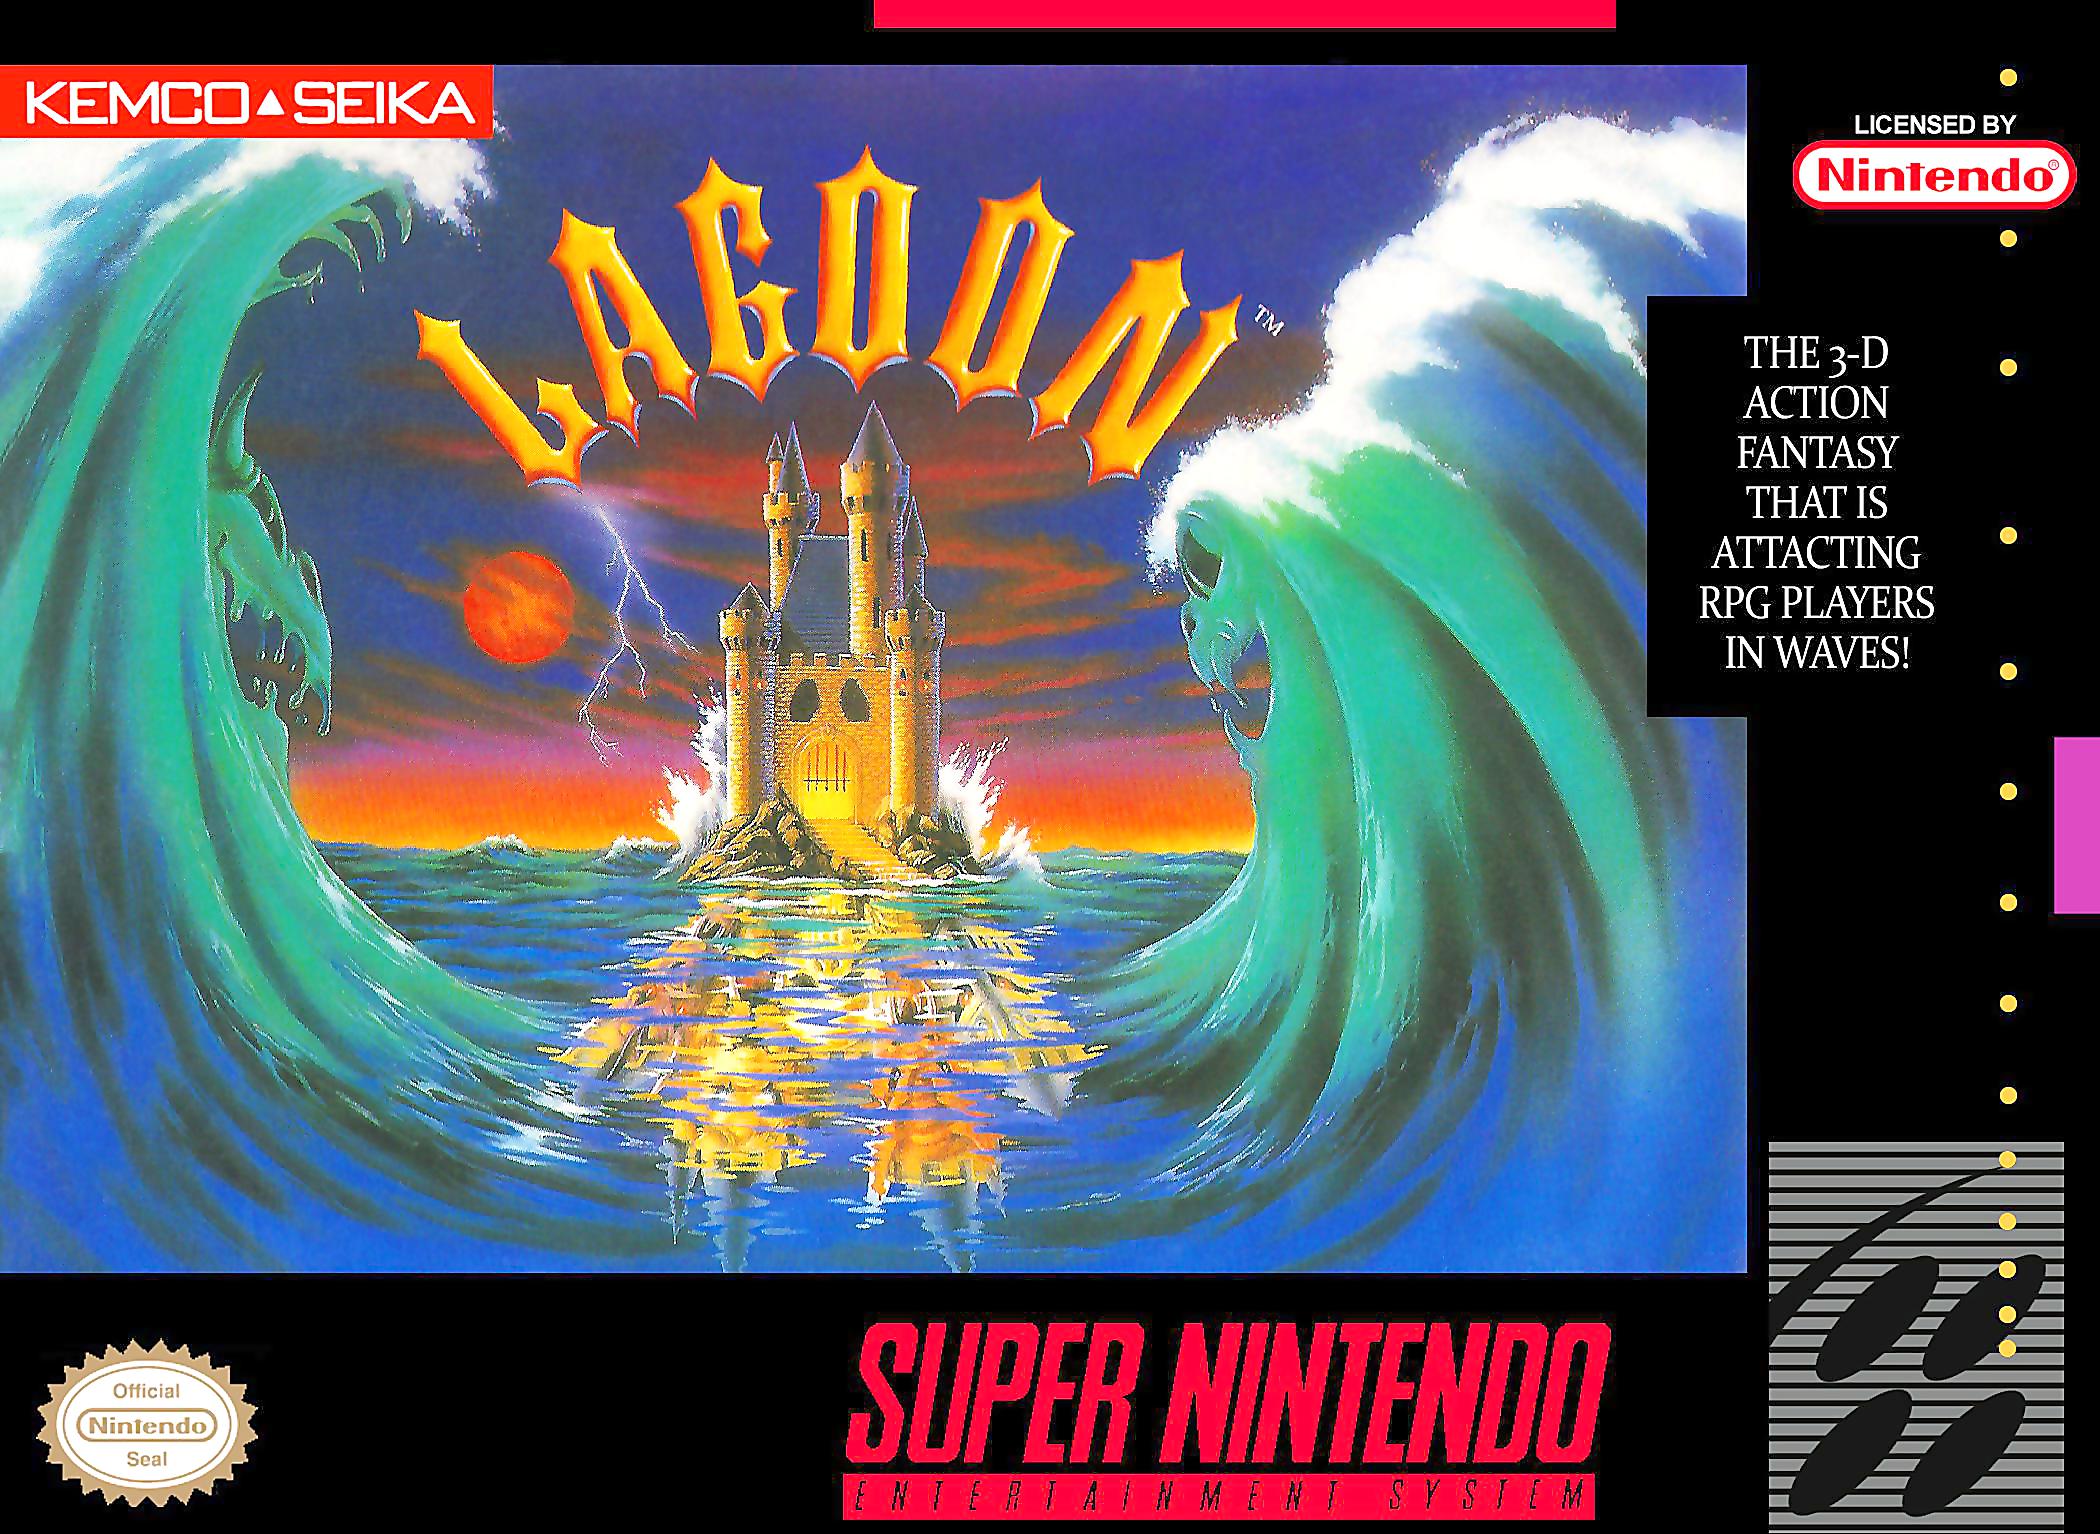 KEMCO▲SEIKA
LAGOON™
LICENSED BY
Nintendo®
THE 3-D
ACTION
FANTASY
THAT IS
ATTACTING
RPG PLAYERS
IN WAVES!
Official
Nintendo
Seal
SUPER NINTENDO
ENTERTAINMENT SYSTEM